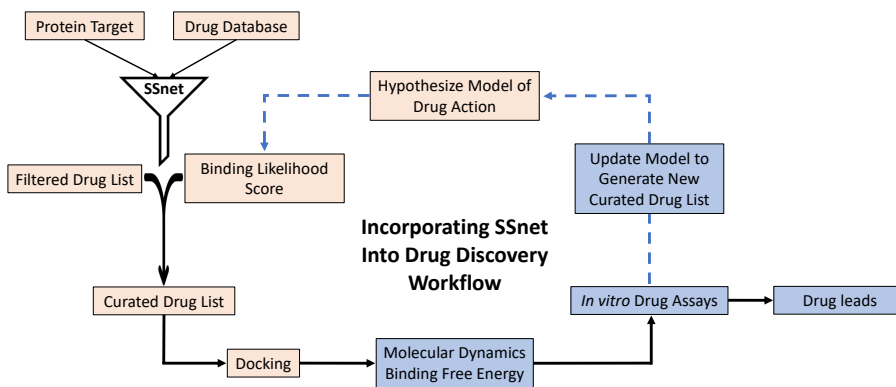 Protein Target
Drug Database
SSnet
Hypothesize Model of
Drug Action
Filtered Drug List
Binding Likelihood
Score
Update Model to
Generate New
Curated Drug List
Incorporating SSnet
Into Drug Discovery
Workflow
Curated Drug List
In vitro Drug Assays
Drug leads
Docking
Molecular Dynamics
Binding Free Energy